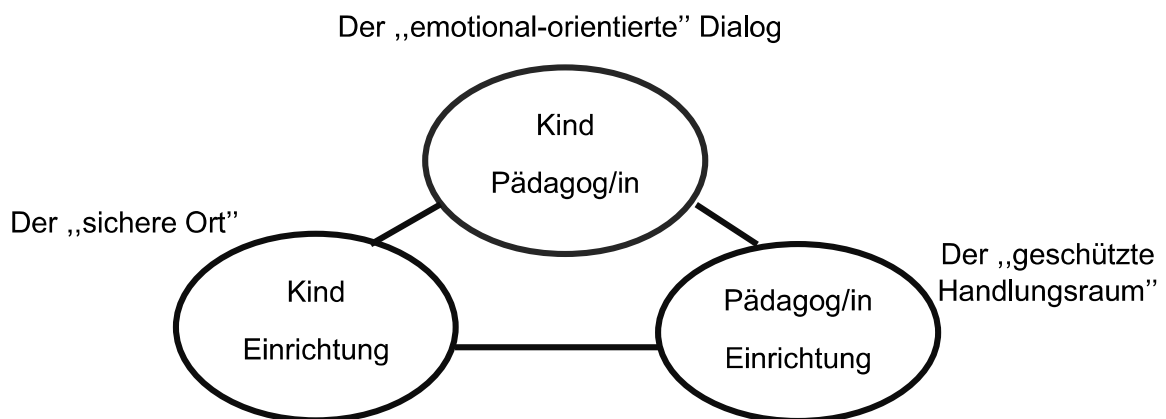 Der ,,emotional-orientierte’’ Dialog
Kind
Pädagog/in
Der ,,sichere Ort’’
Kind
Einrichtung
Der ,,geschützte
Handlungsraum’’
Pädagog/in
Einrichtung